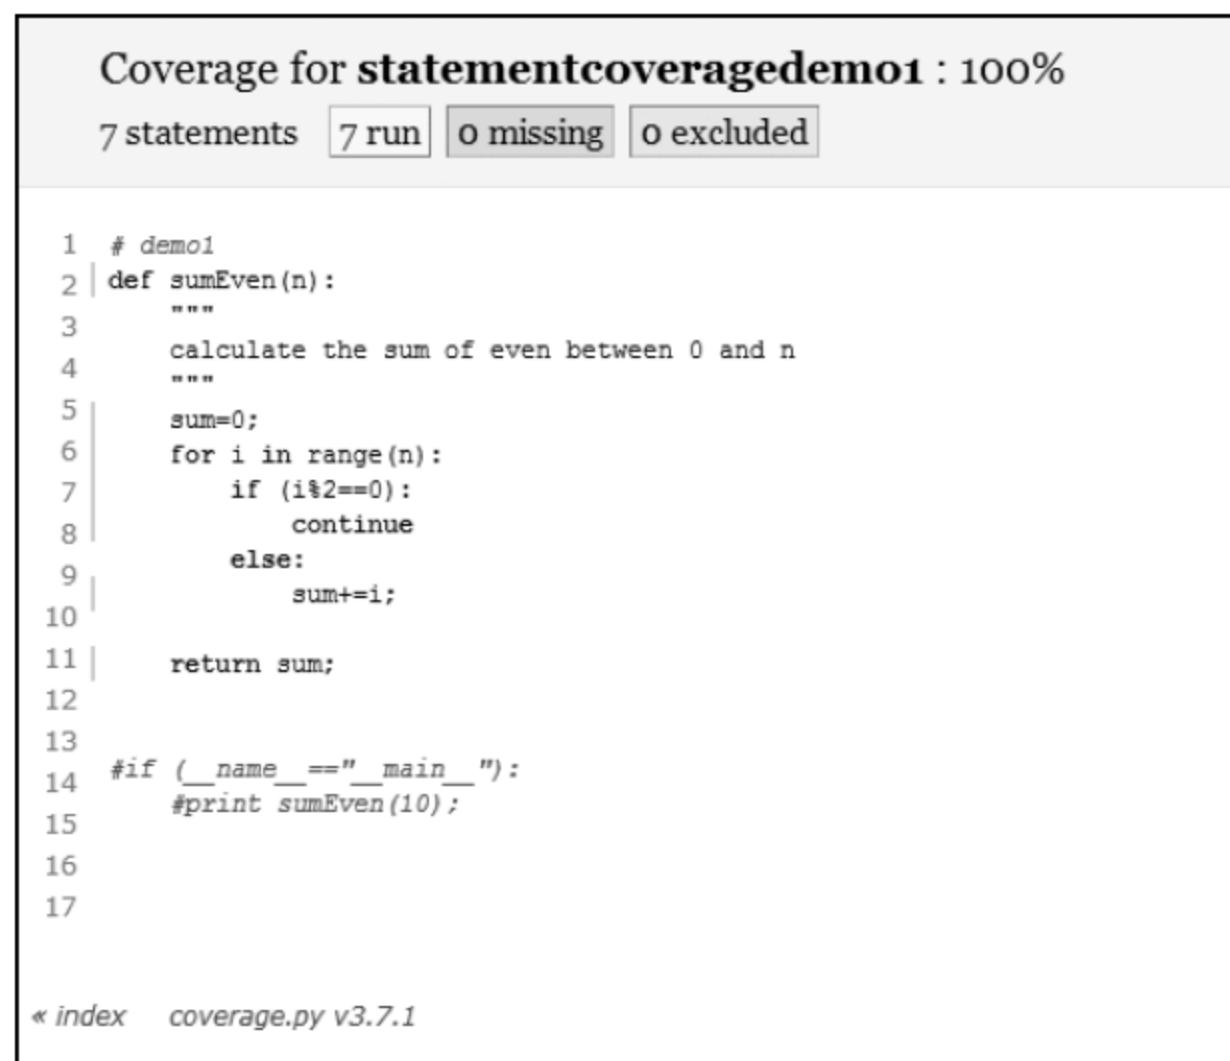 Coverage for statementcoveragedemo1 : 100%
7 statements 7 run 0 missing 0 excluded
1 # demo1
2 def sumEven(n):
3     """
4     calculate the sum of even between 0 and n
5     """
6     sum=0;
7     for i in range(n):
8         if (i%2==0):
9             continue
10         else:
11             sum+=i;
12
13     return sum;
14
15
16 #if (__name__=="__main__"):
17     #print sumEven(10);
« index coverage.py v3.7.1